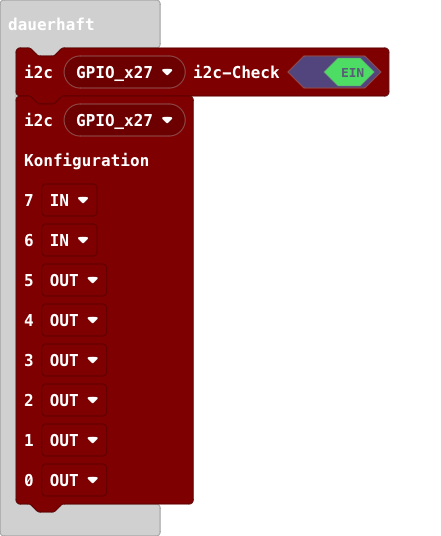 dauerhaft
i2c GPIO_x27 i2c-Check EIN
i2c GPIO_x27
Konfiguration
7 IN
6 IN
5 OUT
4 OUT
3 OUT
2 OUT
1 OUT
0 OUT